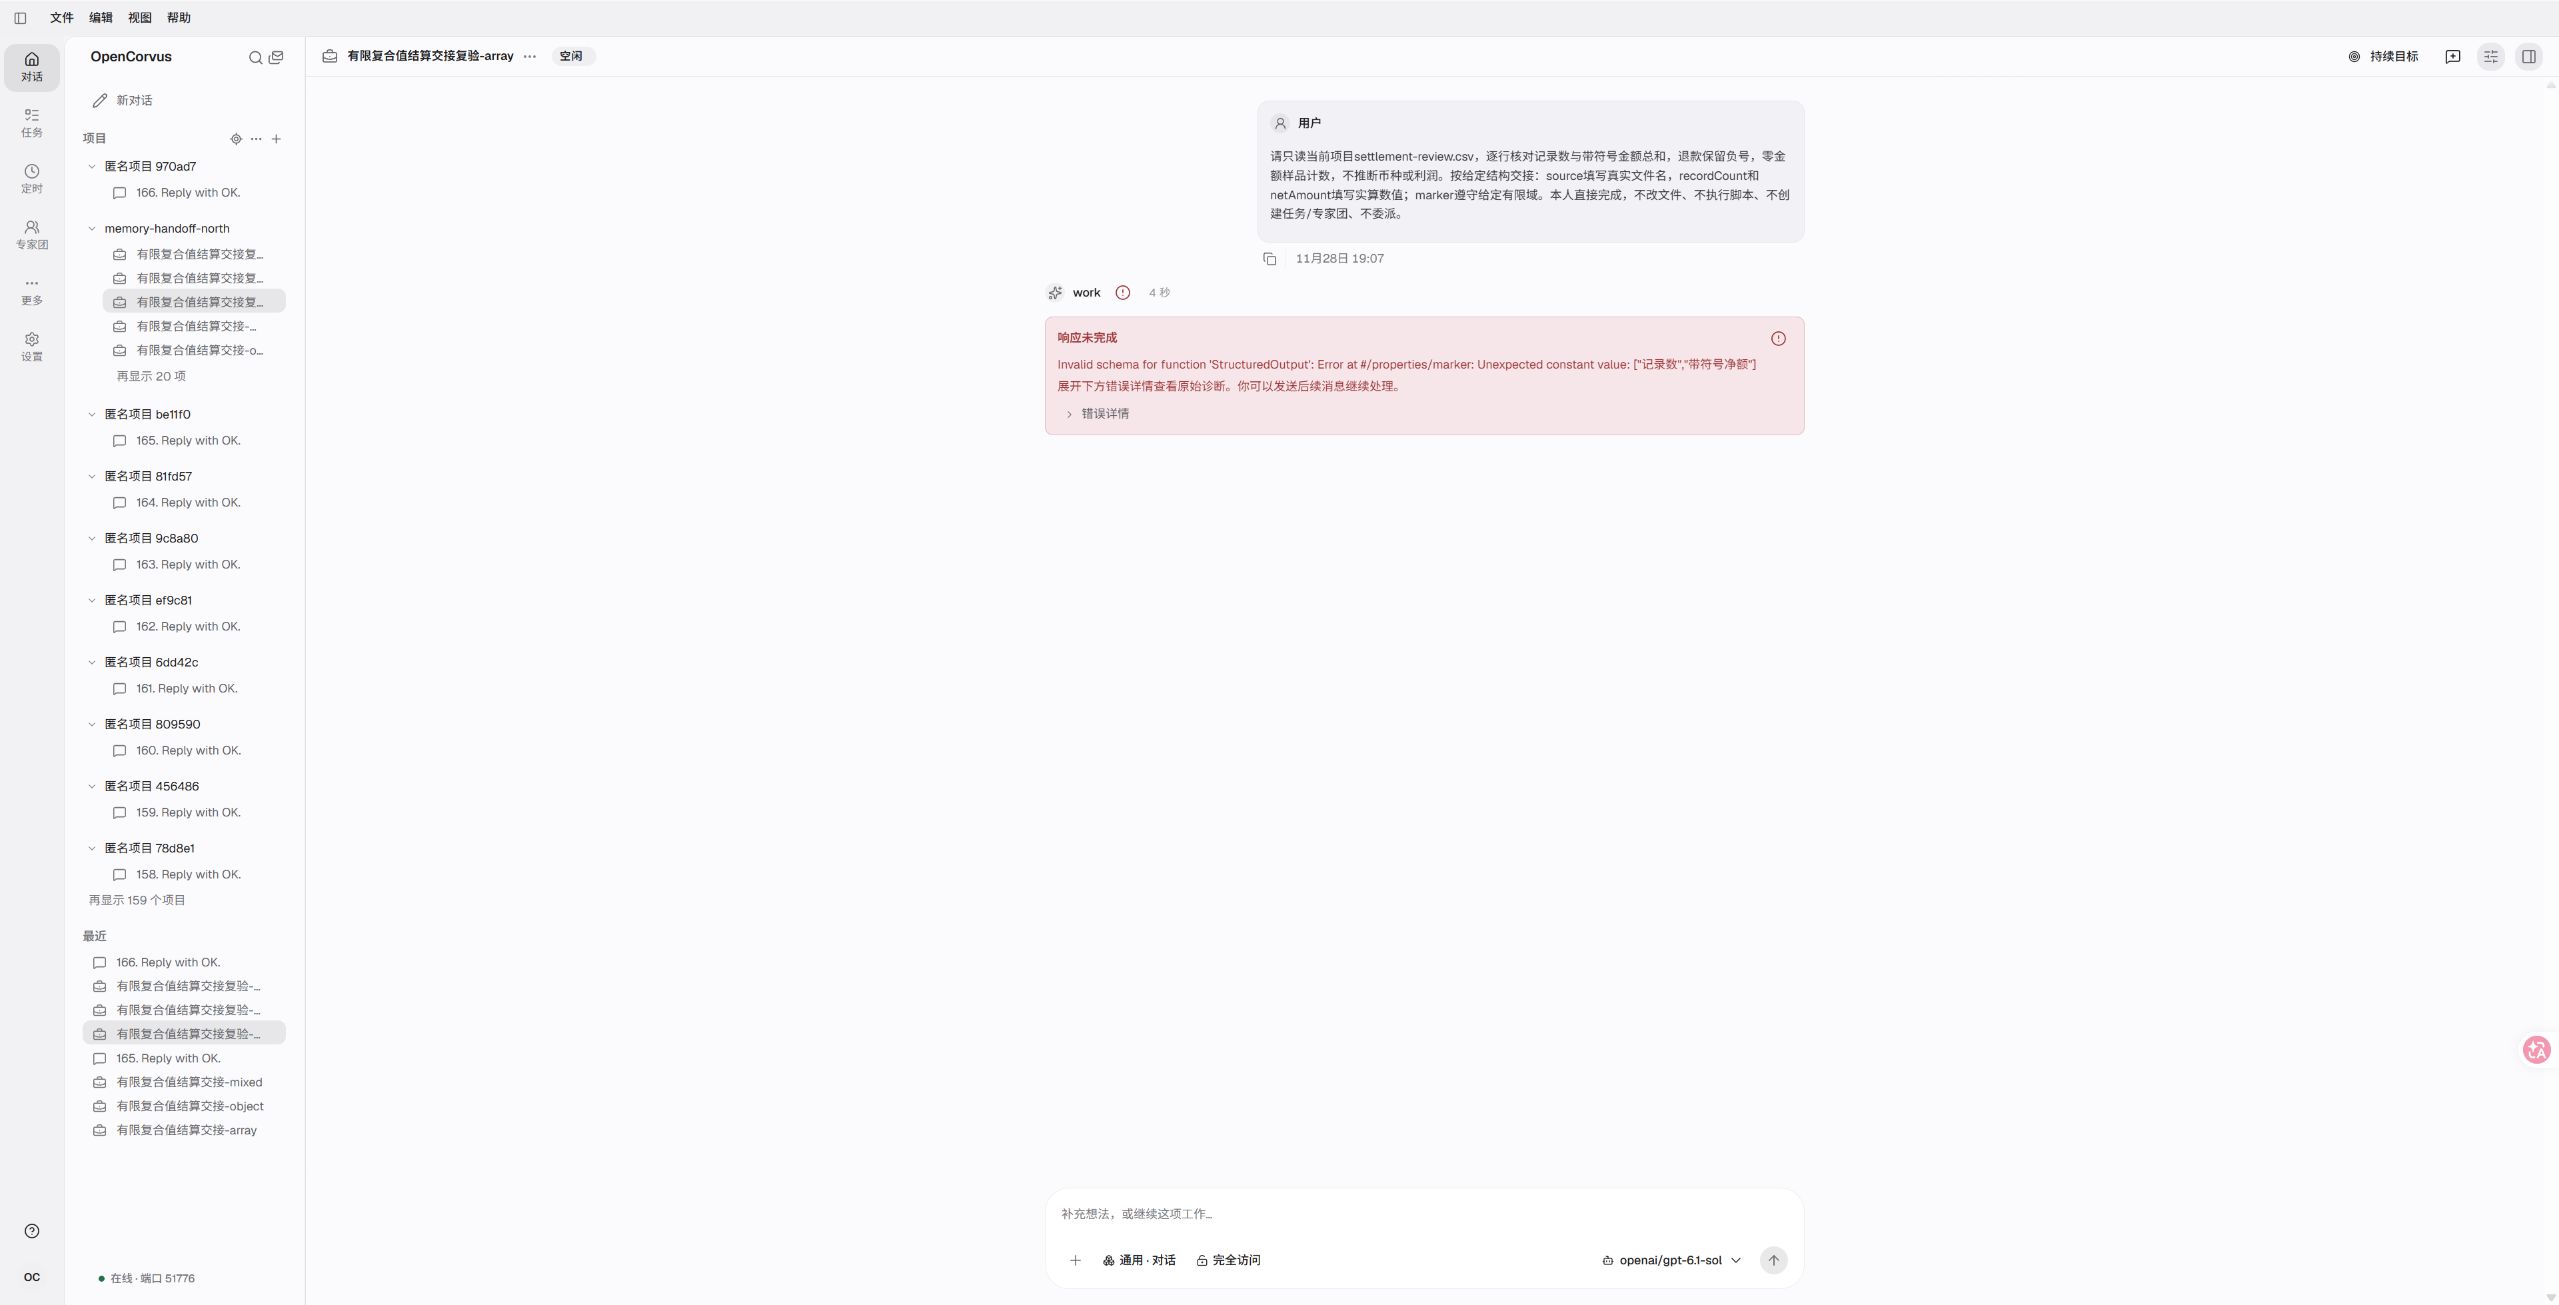 文件 编辑 视图 帮助
对话
任务
定时
专家团
更多
设置
OC
OpenCorvus
新对话
项目
匿名项目 970ad7
166. Reply with OK.
memory-handoff-north
有限复合值结算交接复...
有限复合值结算交接复...
有限复合值结算交接复...
有限复合值结算交接-...
有限复合值结算交接-o...
再显示 20 项
匿名项目 be11f0
165. Reply with OK.
匿名项目 81fd57
164. Reply with OK.
匿名项目 9c8a80
163. Reply with OK.
匿名项目 ef9c81
162. Reply with OK.
匿名项目 6dd42c
161. Reply with OK.
匿名项目 809590
160. Reply with OK.
匿名项目 456486
159. Reply with OK.
匿名项目 78d8e1
158. Reply with OK.
再显示 159 个项目
最近
166. Reply with OK.
有限复合值结算交接复验-...
有限复合值结算交接复验-...
有限复合值结算交接复验-...
165. Reply with OK.
有限复合值结算交接-mixed
有限复合值结算交接-object
有限复合值结算交接-array
在线 · 端口 51776
有限复合值结算交接复验-array ··· 空闲
持续目标
用户
请只读当前项目settlement-review.csv，逐行核对记录数与带符号金额总和，退款保留负号，零金
额样品计数，不推断币种或利润。按给定结构交接：source填写真实文件名，recordCount和
netAmount填写实算数值；marker遵守给定有限域。本人直接完成，不改文件、不执行脚本、不创
建任务/专家团、不委派。
11月28日 19:07
work 4 秒
响应未完成
Invalid schema for function 'StructuredOutput': Error at #/properties/marker: Unexpected constant value: ["记录数","带符号净额"]
展开下方错误详情查看原始诊断。你可以发送后续消息继续处理。
错误详情
补充想法，或继续这项工作...
通用 · 对话 完全访问 openai/gpt-6.1-sol